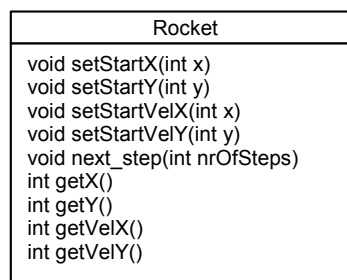 Rocket
void setStartX(int x)
void setStartY(int y)
void setStartVelX(int x)
void setStartVelY(int y)
void next_step(int nrOfSteps)
int getX()
int getY()
int getVelX()
int getVelY()